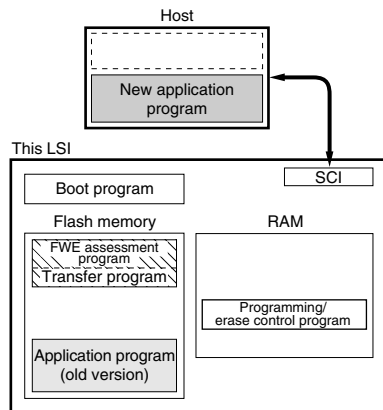 Host
New application
program
This LSI
SCI
Boot program
Flash memory
RAM
FWE assessment
program
Transfer program
Programming/
erase control program
Application program
(old version)